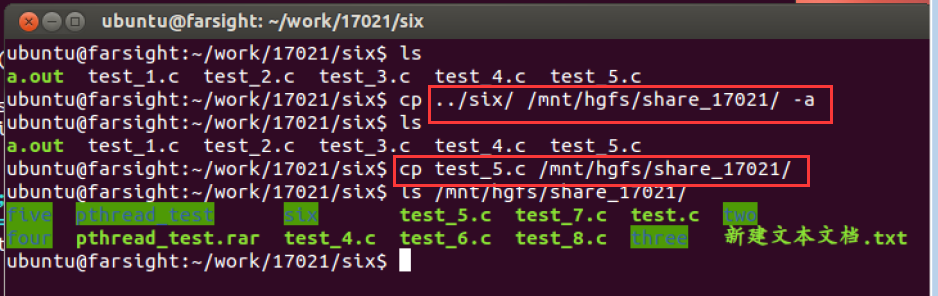 ubuntu@farsight:~/work/17021/six
ubuntu@farsight:~/work/17021/six$ ls
a.out  test_1.c  test_2.c  test_3.c  test_4.c  test_5.c
ubuntu@farsight:~/work/17021/six$ cp ../six/ /mnt/hgfs/share_17021/ -a
ubuntu@farsight:~/work/17021/six$ ls
a.out  test_1.c  test_2.c  test_3.c  test_4.c  test_5.c
ubuntu@farsight:~/work/17021/six$ cp test_5.c /mnt/hgfs/share_17021/
ubuntu@farsight:~/work/17021/six$ ls /mnt/hgfs/share_17021/
five  pthread_test  six  test_5.c  test_7.c  test.c  two
four  pthread_test.rar  test_4.c  test_6.c  test_8.c  three  新建文本文档.txt
ubuntu@farsight:~/work/17021/six$